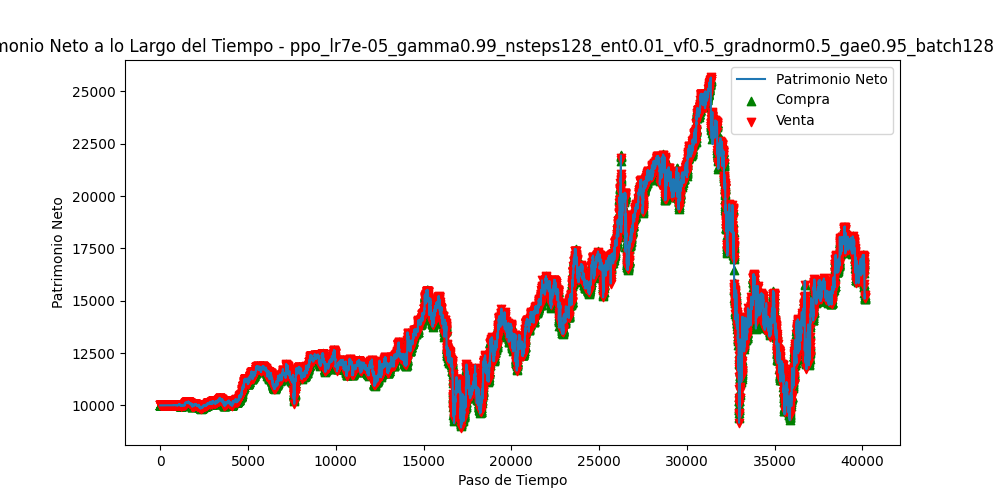 monio Neto a lo Largo del Tiempo - ppo_lr7e-05_gamma0.99_nsteps128_ent0.01_vf0.5_gradnorm0.5_gae0.95_batch128
Patrimonio Neto
Compra
Venta
25000
22500
20000
17500
15000
12500
10000
Patrimonio Neto
0 5000 10000 15000 20000 25000 30000 35000 40000
Paso de Tiempo